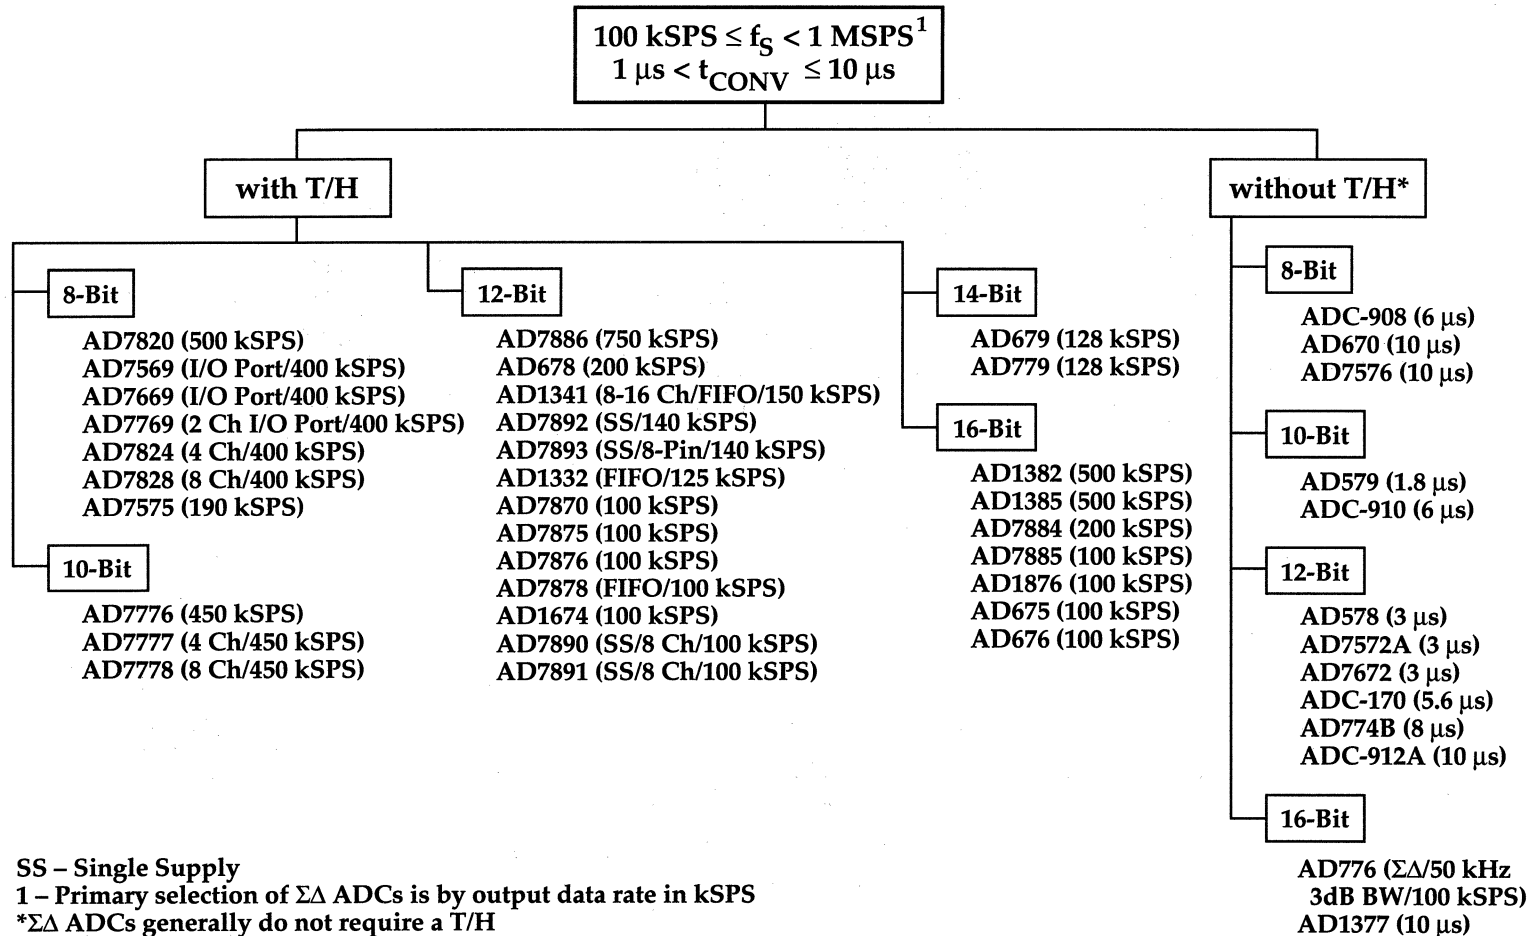 100 kSPS ≤ fS < 1 MSPS1
1 µs < tCONV ≤ 10 µs
with T/H
8-Bit
AD7820 (500 kSPS)
AD7569 (I/O Port/400 kSPS)
AD7669 (I/O Port/400 kSPS)
AD7769 (2 Ch I/O Port/400 kSPS)
AD7824 (4 Ch/400 kSPS)
AD7828 (8 Ch/400 kSPS)
AD7575 (190 kSPS)
10-Bit
AD7776 (450 kSPS)
AD7777 (4 Ch/450 kSPS)
AD7778 (8 Ch/450 kSPS)
12-Bit
AD7886 (750 kSPS)
AD678 (200 kSPS)
AD1341 (8-16 Ch/FIFO/150 kSPS)
AD7892 (SS/140 kSPS)
AD7893 (SS/8-Pin/140 kSPS)
AD1332 (FIFO/125 kSPS)
AD7870 (100 kSPS)
AD7875 (100 kSPS)
AD7876 (100 kSPS)
AD7878 (FIFO/100 kSPS)
AD1674 (100 kSPS)
AD7890 (SS/8 Ch/100 kSPS)
AD7891 (SS/8 Ch/100 kSPS)
14-Bit
AD679 (128 kSPS)
AD779 (128 kSPS)
16-Bit
AD1382 (500 kSPS)
AD1385 (500 kSPS)
AD7884 (200 kSPS)
AD7885 (100 kSPS)
AD1876 (100 kSPS)
AD675 (100 kSPS)
AD676 (100 kSPS)
without T/H*
8-Bit
ADC-908 (6 µs)
AD670 (10 µs)
AD7576 (10 µs)
10-Bit
AD579 (1.8 µs)
ADC-910 (6 µs)
12-Bit
AD578 (3 µs)
AD7572A (3 µs)
AD7672 (3 µs)
ADC-170 (5.6 µs)
AD774B (8 µs)
ADC-912A (10 µs)
16-Bit
AD776 (ΣΔ/50 kHz
3dB BW/100 kSPS)
AD1377 (10 µs)
SS – Single Supply
1 – Primary selection of ΣΔ ADCs is by output data rate in kSPS
*ΣΔ ADCs generally do not require a T/H